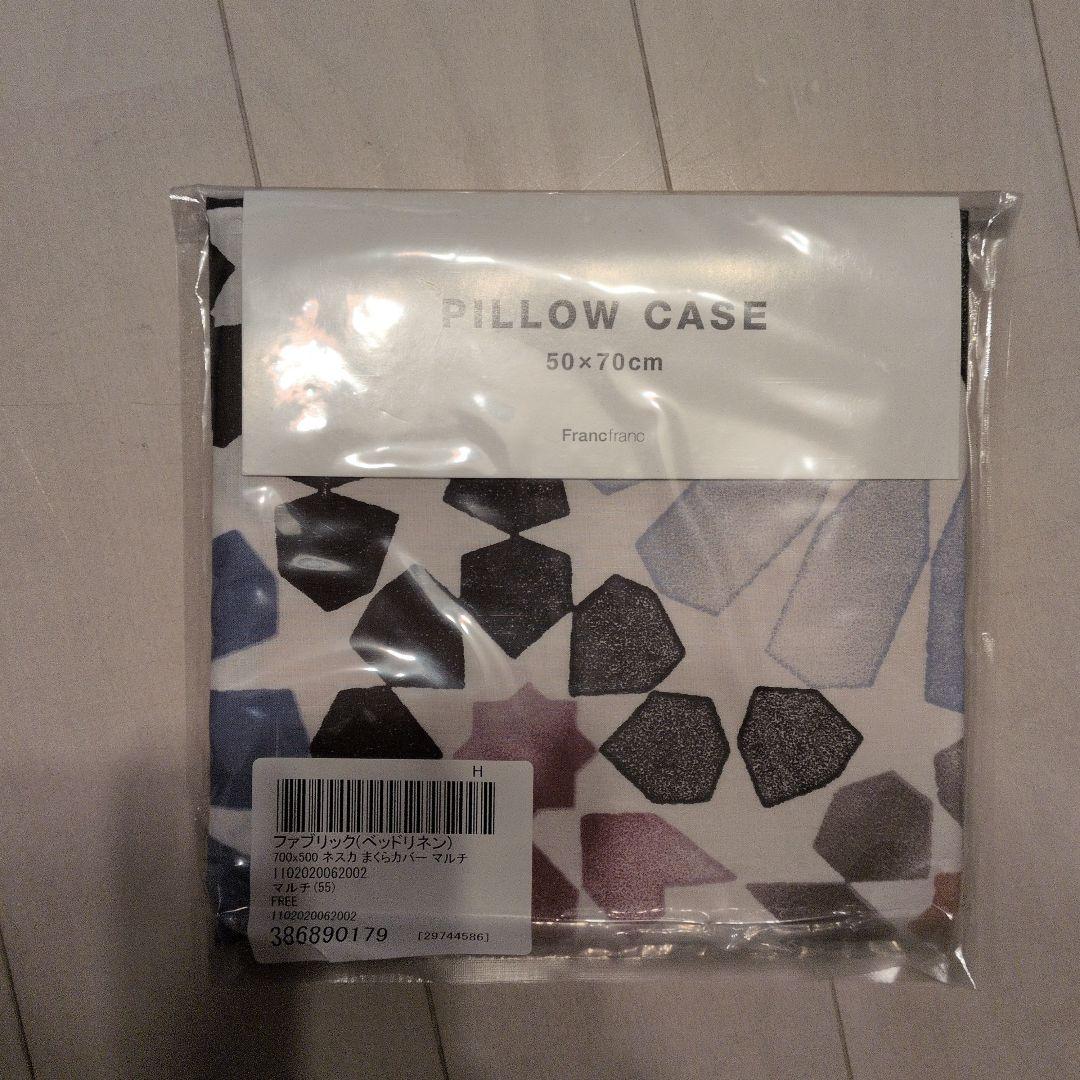 PILLOW CASE
50×70cm
Francfranc
H
ファブリック(ベッドリネン)
700x500 ネスカ まくらカバー マルチ
1102020062002
マルチ(55)
FREE
1102020062002
386890179 [29744586]